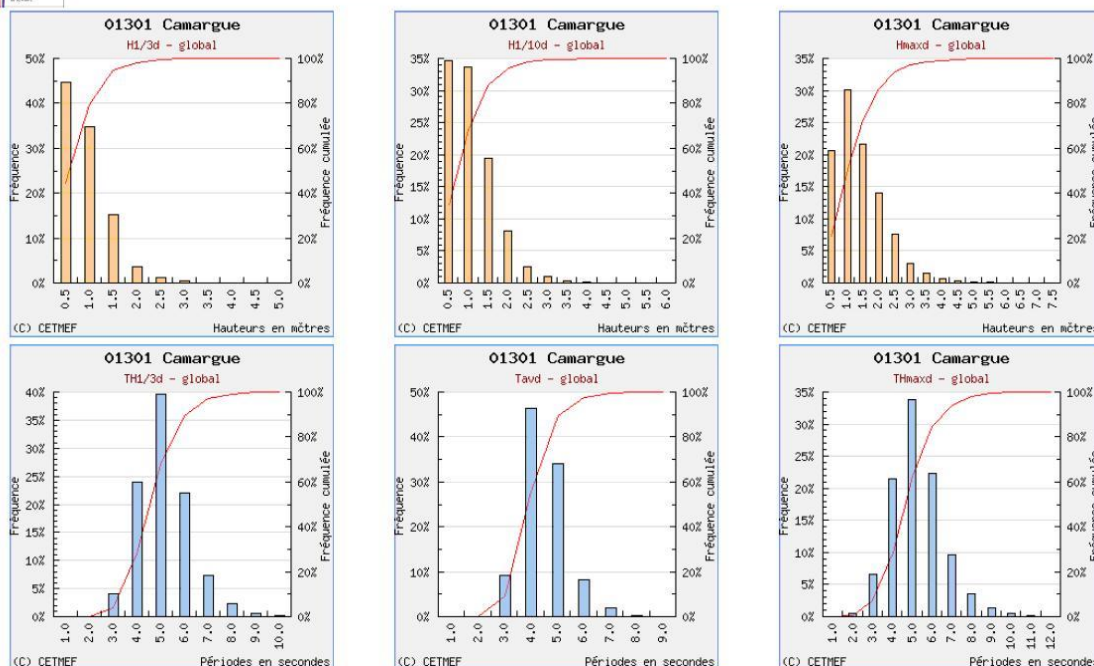 01301 Camargue
H1/3d - global
50%
40%
30%
20%
10%
0%
Fréquence
100%
80%
60%
40%
20%
0%
Fréquence cumulée
0.5 1.0 1.5 2.0 2.5 3.0 3.5 4.0 4.5 5.0
(C) CETMEF Hauteurs en mčtres
01301 Camargue
H1/10d - global
35%
30%
25%
20%
15%
10%
5%
0%
Fréquence
100%
80%
60%
40%
20%
0%
Fréquence cumulée
0.5 1.0 1.5 2.0 2.5 3.0 3.5 4.0 4.5 5.0 5.5 6.0
(C) CETMEF Hauteurs en mčtres
01301 Camargue
Hmaxd - global
35%
30%
25%
20%
15%
10%
5%
0%
Fréquence
100%
80%
60%
40%
20%
0%
Fréquence cumulée
0.5 1.0 1.5 2.0 2.5 3.0 3.5 4.0 4.5 5.0 5.5 6.0 6.5 7.0 7.5
(C) CETMEF Hauteurs en mčtres
01301 Camargue
TH1/3d - global
40%
35%
30%
25%
20%
15%
10%
5%
0%
Fréquence
100%
80%
60%
40%
20%
0%
Fréquence cumulée
1.0 2.0 3.0 4.0 5.0 6.0 7.0 8.0 9.0 10.0
(C) CETMEF Périodes en secondes
01301 Camargue
Tavd - global
50%
40%
30%
20%
10%
0%
Fréquence
100%
80%
60%
40%
20%
0%
Fréquence cumulée
1.0 2.0 3.0 4.0 5.0 6.0 7.0 8.0 9.0
(C) CETMEF Périodes en secondes
01301 Camargue
THmaxd - global
35%
30%
25%
20%
15%
10%
5%
0%
Fréquence
100%
80%
60%
40%
20%
0%
Fréquence cumulée
1.0 2.0 3.0 4.0 5.0 6.0 7.0 8.0 9.0 10.0 11.0 12.0
(C) CETMEF Périodes en secondes